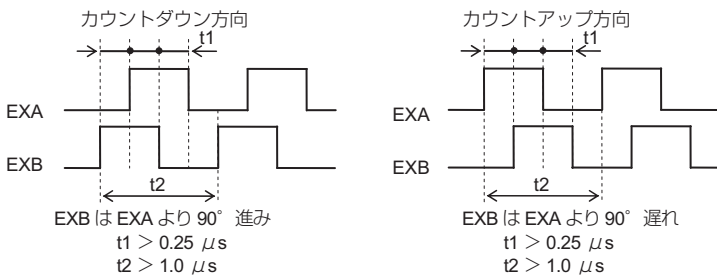 カウントダウン方向
t1
EXA
EXB
t2
EXB は EXA より 90° 進み
t1 > 0.25 μs
t2 > 1.0 μs
カウントアップ方向
t1
EXA
EXB
t2
EXB は EXA より 90° 遅れ
t1 > 0.25 μs
t2 > 1.0 μs